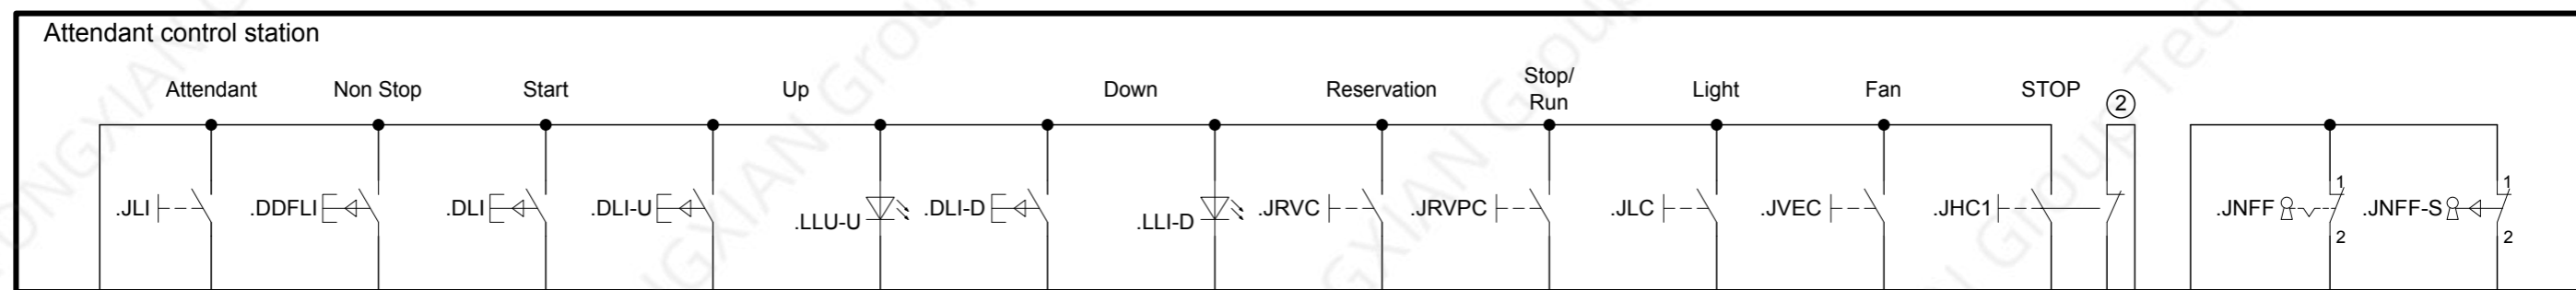 Attendant control station
Attendant Non Stop Start Up Down Reservation Stop/ Run Light Fan STOP 2
.JLI .DDFLI .DLI .DLI-U .LLU-U .DLI-D .LLI-D .JRVC .JRVPC .JLC .JVEC .JHC1 .JNFF 1 2 .JNFF-S 1 2